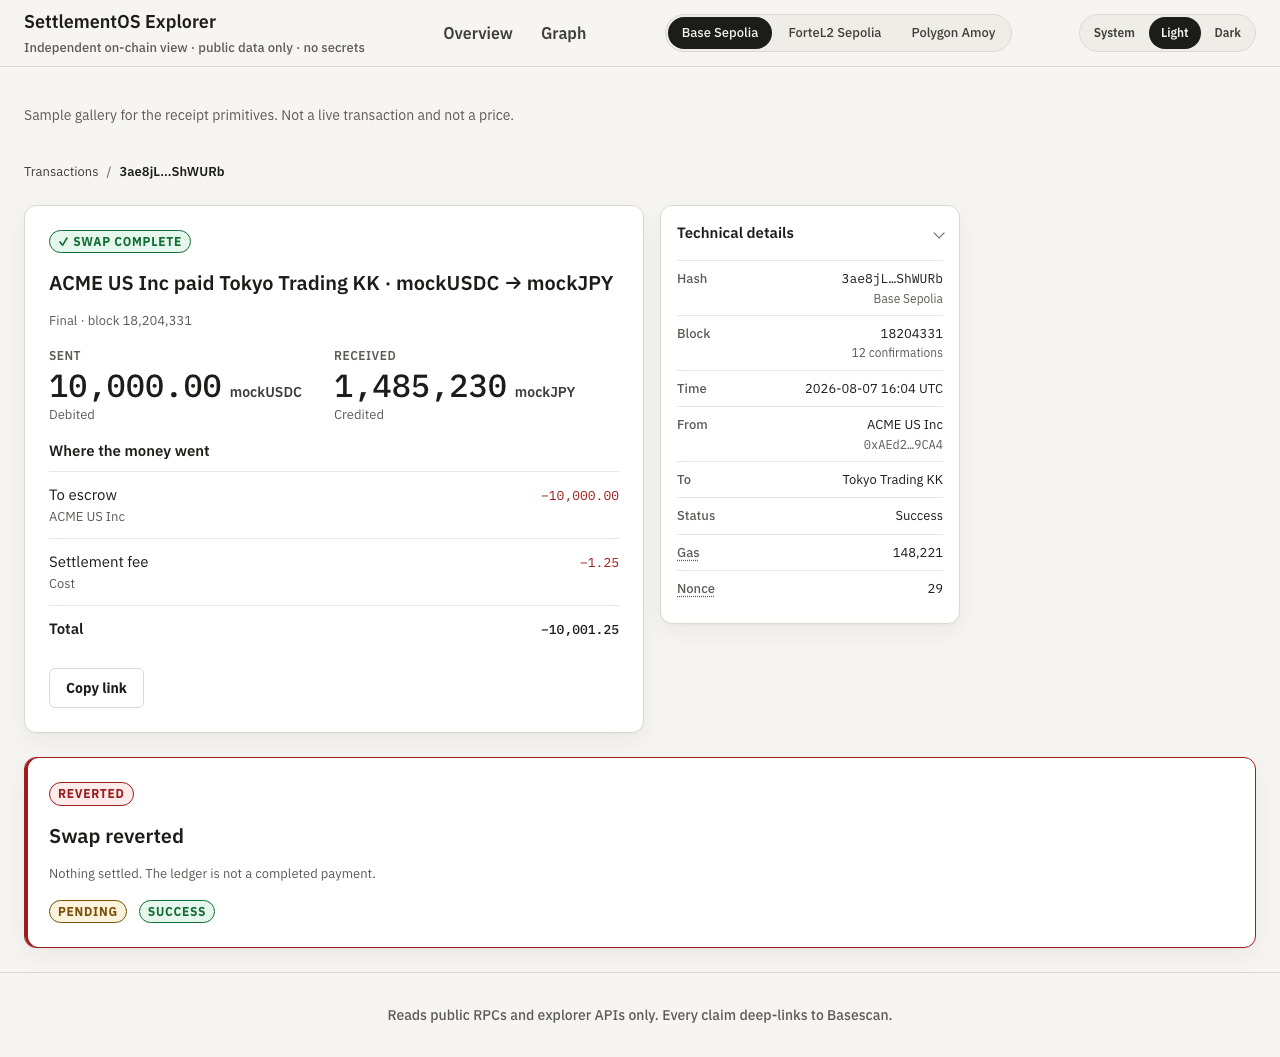 SettlementOS Explorer
Independent on-chain view · public data only · no secrets
Overview Graph
Base Sepolia ForteL2 Sepolia Polygon Amoy
System Light Dark
Sample gallery for the receipt primitives. Not a live transaction and not a price.
Transactions / 3ae8jL…ShWURb
✓ SWAP COMPLETE
ACME US Inc paid Tokyo Trading KK · mockUSDC → mockJPY
Final · block 18,204,331
SENT
10,000.00 mockUSDC
Debited
RECEIVED
1,485,230 mockJPY
Credited
Where the money went
To escrow −10,000.00
ACME US Inc
Settlement fee −1.25
Cost
Total −10,001.25
Copy link
Technical details
Hash 3ae8jL…ShWURb
Base Sepolia
Block 18204331
12 confirmations
Time 2026-08-07 16:04 UTC
From ACME US Inc
0xAEd2…9CA4
To Tokyo Trading KK
Status Success
Gas 148,221
Nonce 29
REVERTED
Swap reverted
Nothing settled. The ledger is not a completed payment.
PENDING SUCCESS
Reads public RPCs and explorer APIs only. Every claim deep-links to Basescan.